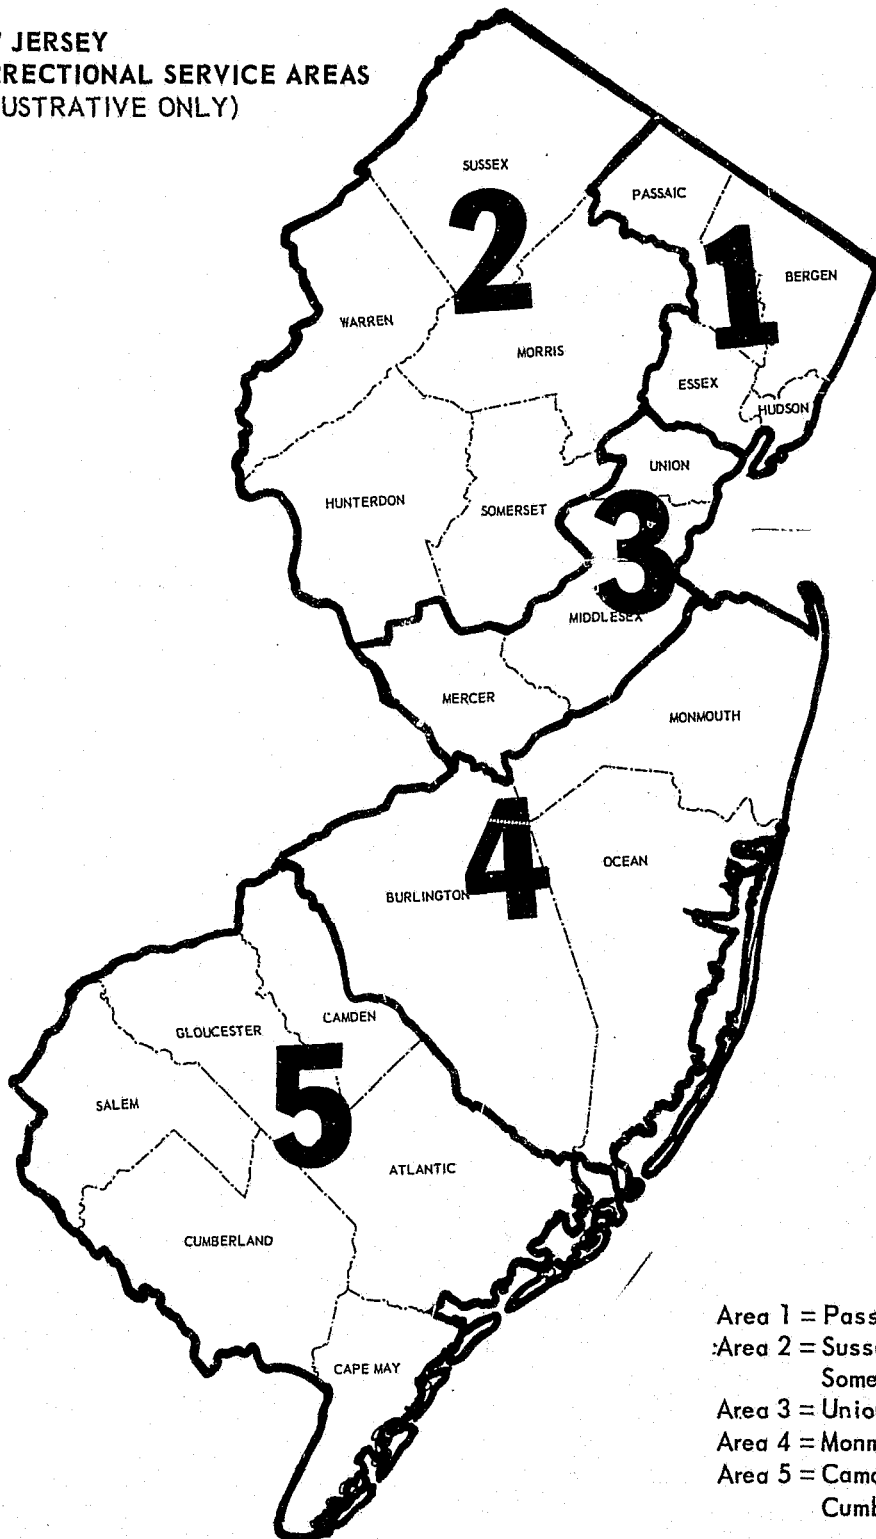 JERSEY
RRECTIONAL SERVICE AREAS
USTRATIVE ONLY)
SUSSEX
PASSAIC
2
1
BERGEN
WARREN
MORRIS
ESSEX
HUDSON
UNION
HUNTERDON
SOMERSET
3
MIDDLESEX
MERCER
MONMOUTH
4
OCEAN
BURLINGTON
CAMDEN
GLOUCESTER
5
SALEM
ATLANTIC
CUMBERLAND
CAPE MAY
Area 1 = Pass
Area 2 = Suss
Some
Area 3 = Unio
Area 4 = Monm
Area 5 = Camd
Cumb